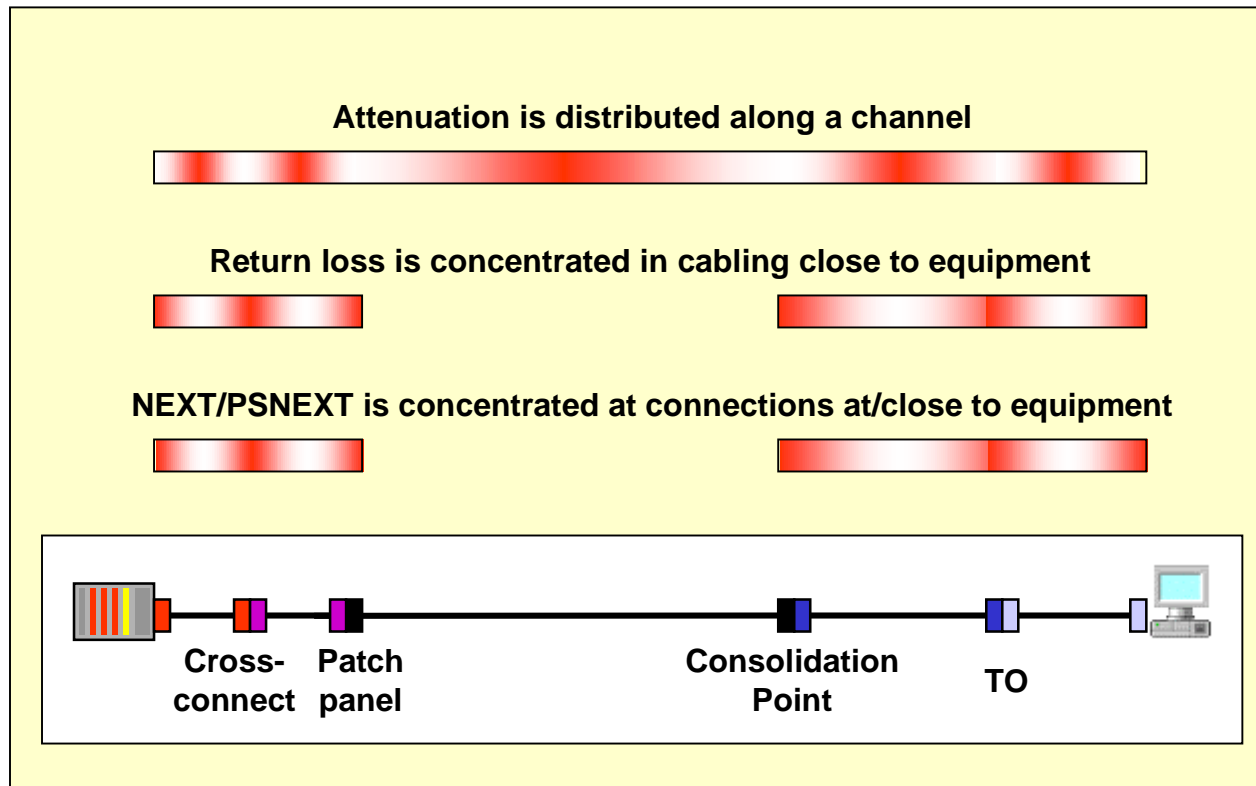 Attenuation is distributed along a channel
Return loss is concentrated in cabling close to equipment
NEXT/PSNEXT is concentrated at connections at/close to equipment
Cross-
connect
Patch
panel
Consolidation
Point
TO